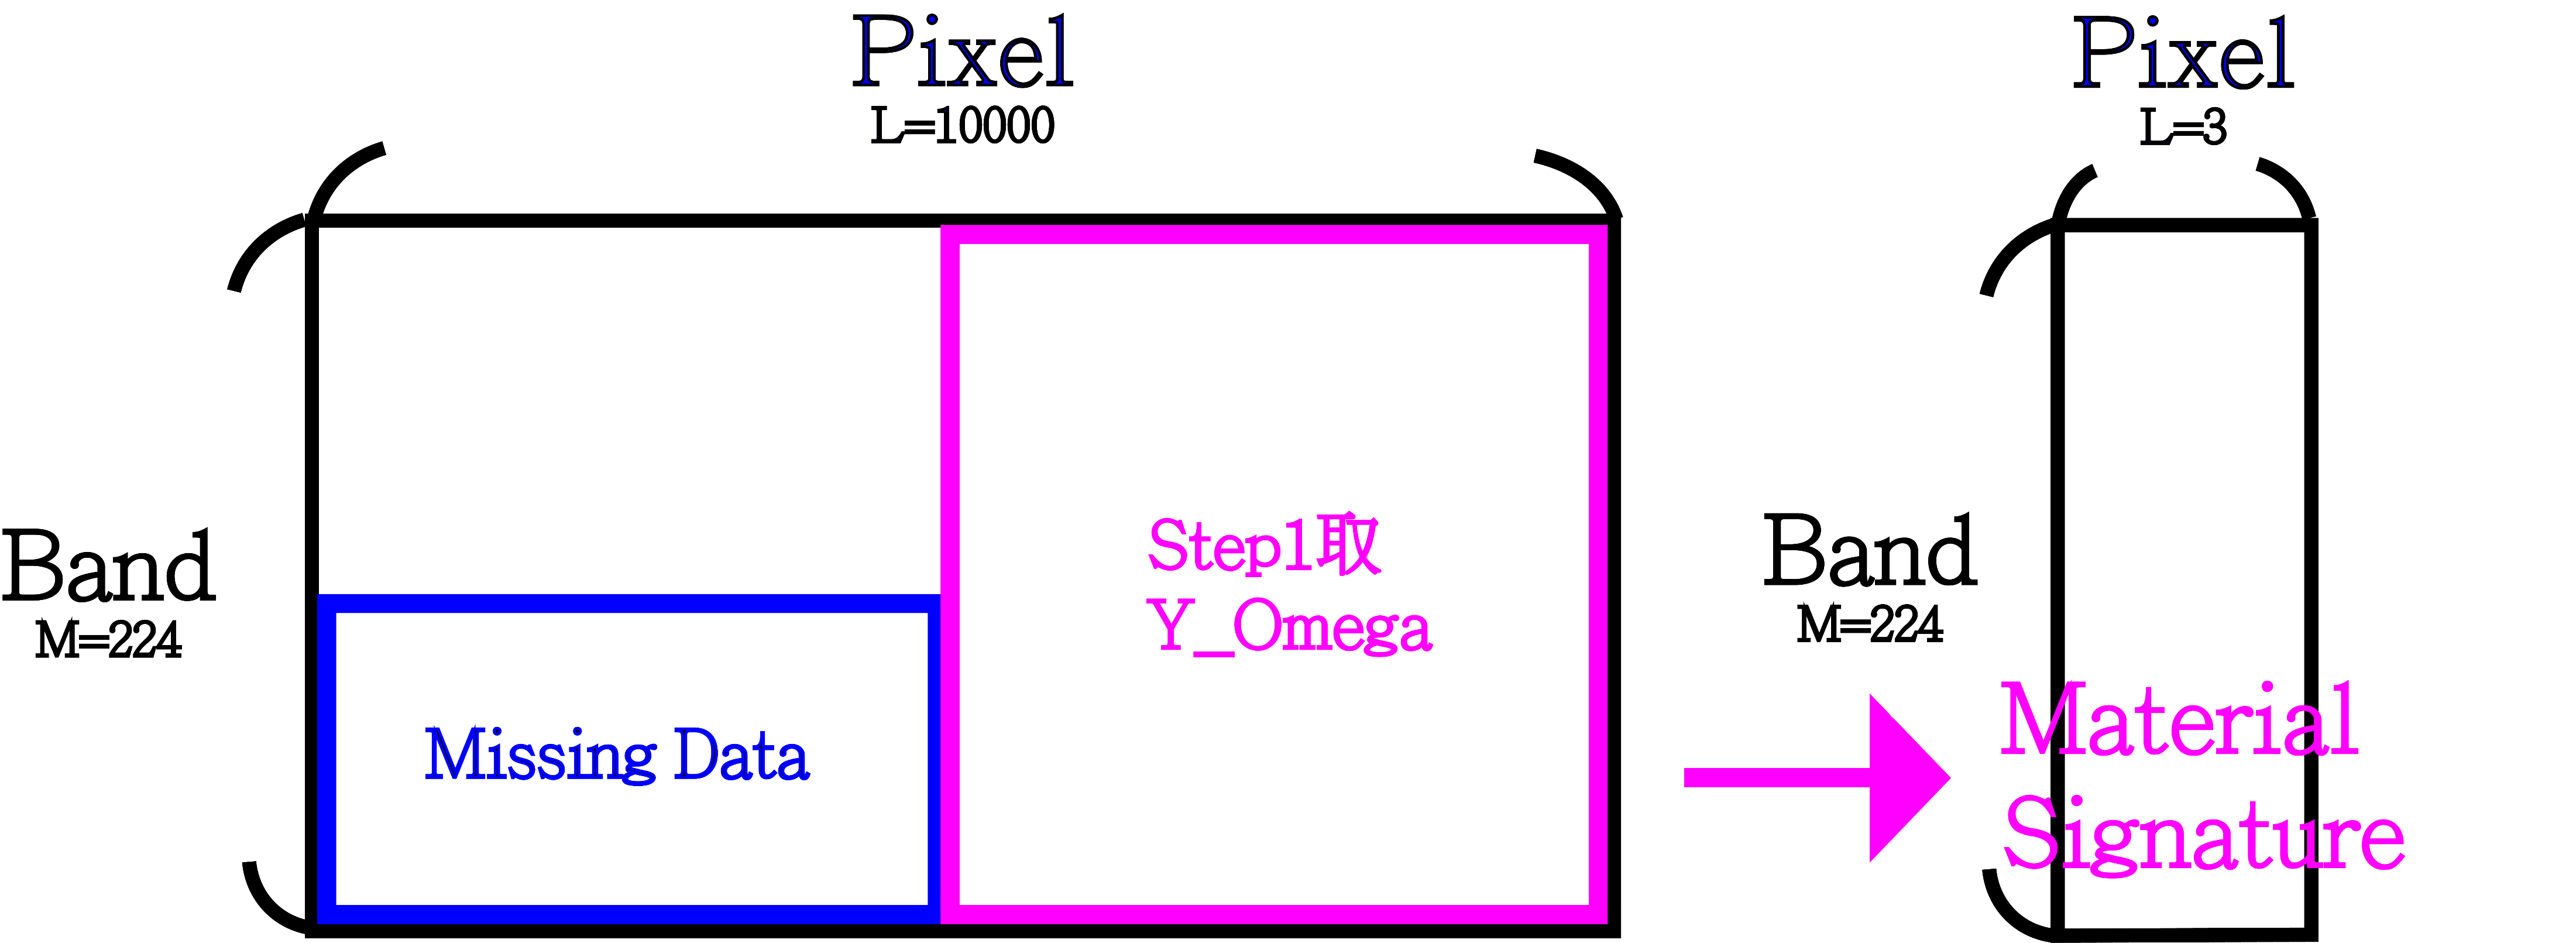 Pixel
L=10000
Band
M=224
Missing Data
Step1取
Y_Omega
Pixel
L=3
Band
M=224
Material
Signature